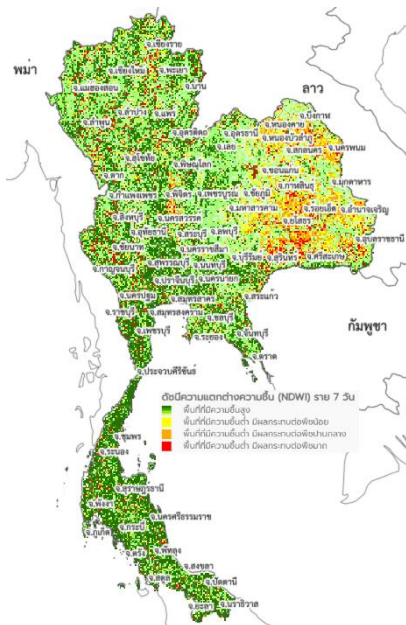 จ.เชียงราย
พม่า
จ.เชียงใหม่ จ.พะเยา
จ.แม่ฮ่องสอน จ.น่าน
ลาว
จ.ลำปาง จ.แพร่
จ.ลำพูน
จ.บึงกาฬ
จ.อุตรดิตถ์ จ.อุดรธานี จ.หนองคาย
จ.หนองบัวลำภู
จ.เลย จ.สกลนคร จ.นครพนม
จ.สุโขทัย จ.พิษณุโลก
จ.ตาก จ.ขอนแก่น
จ.กำแพงเพชร จ.พิจิตร จ.เพชรบูรณ์ จ.ชัยภูมิ จ.กาฬสินธุ์ จ.มุกดาหาร
จ.มหาสารคาม จ.ร้อยเอ็ด จ.อำนาจเจริญ
จ.สิงห์บุรี จ.นครสวรรค์
จ.ยโสธร
จ.อุทัยธานี จ.สระบุรี จ.ลพบุรี
จ.อุบลราชธานี
จ.ชัยนาท จ.นครราชสีมา
จ.บุรีรัมย์ จ.สุรินทร์ จ.ศรีสะเกษ
จ.กาญจนบุรี จ.สุพรรณบุรี จ.นนทบุรี
จ.ปราจีนบุรี จ.นครนายก
จ.นครปฐม จ.สระแก้ว
จ.ราชบุรี จ.สมุทรสาคร
จ.สมุทรสงคราม จ.ชลบุรี
กัมพูชา
จ.เพชรบุรี จ.ระยอง จ.จันทบุรี
จ.ตราด
จ.ประจวบคีรีขันธ์
ดัชนีความแตกต่างความชื้น (NDWI) ราย 7 วัน
พื้นที่ที่มีความชื้นสูง
พื้นที่ที่มีความชื้นต่ำ มีผลกระทบต่อพืชน้อย
พื้นที่ที่มีความชื้นต่ำ มีผลกระทบต่อพืชปานกลาง
พื้นที่ที่มีความชื้นต่ำ มีผลกระทบต่อพืชมาก
จ.ชุมพร
จ.ระนอง
จ.สุราษฎร์ธานี
จ.พังงา
จ.นครศรีธรรมราช
จ.ภูเก็ต จ.กระบี่
จ.ตรัง จ.พัทลุง
จ.สงขลา
จ.สตูล จ.ปัตตานี
จ.ยะลา จ.นราธิวาส